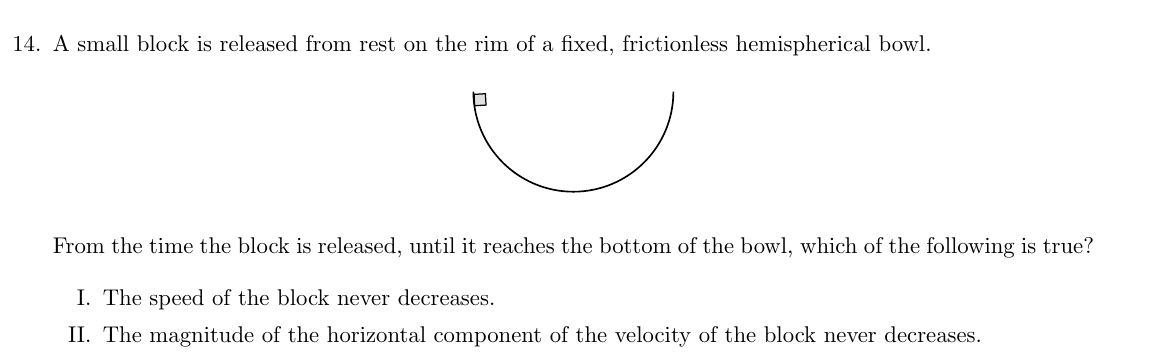 14. A small block is released from rest on the rim of a fixed, frictionless hemispherical bowl.
From the time the block is released, until it reaches the bottom of the bowl, which of the following is true?
I. The speed of the block never decreases.
II. The magnitude of the horizontal component of the velocity of the block never decreases.